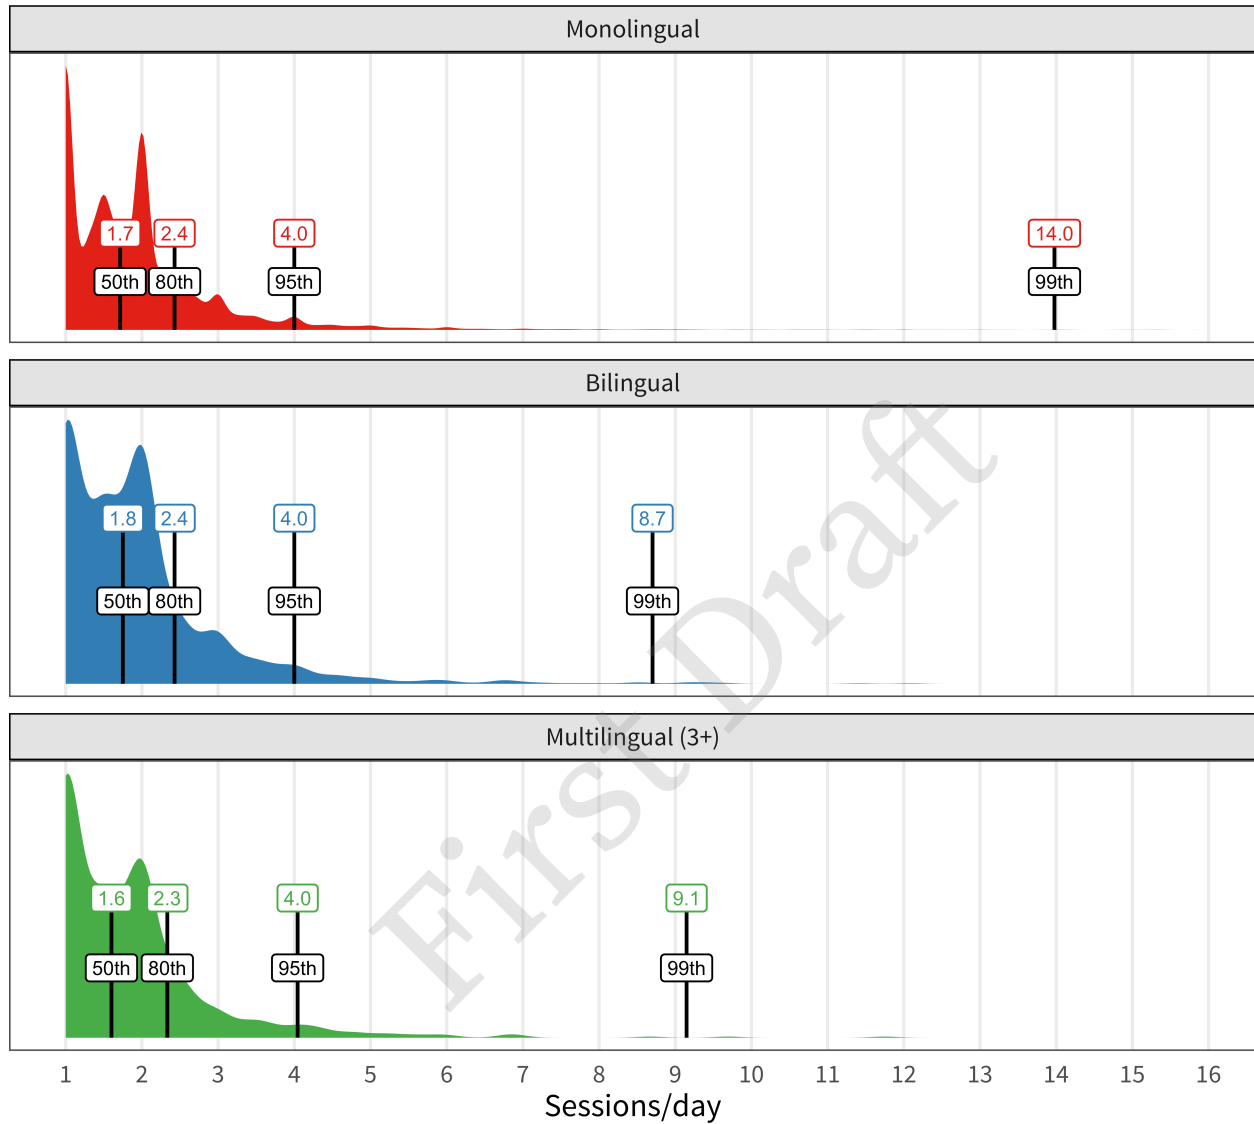 Monolingual
1.7 2.4 4.0 14.0
50th 80th 95th 99th
Bilingual
1.8 2.4 4.0 8.7
50th 80th 95th 99th
Multilingual (3+)
1.6 2.3 4.0 9.1
50th 80th 95th 99th
1 2 3 4 5 6 7 8 9 10 11 12 13 14 15 16
Sessions/day
First Draft